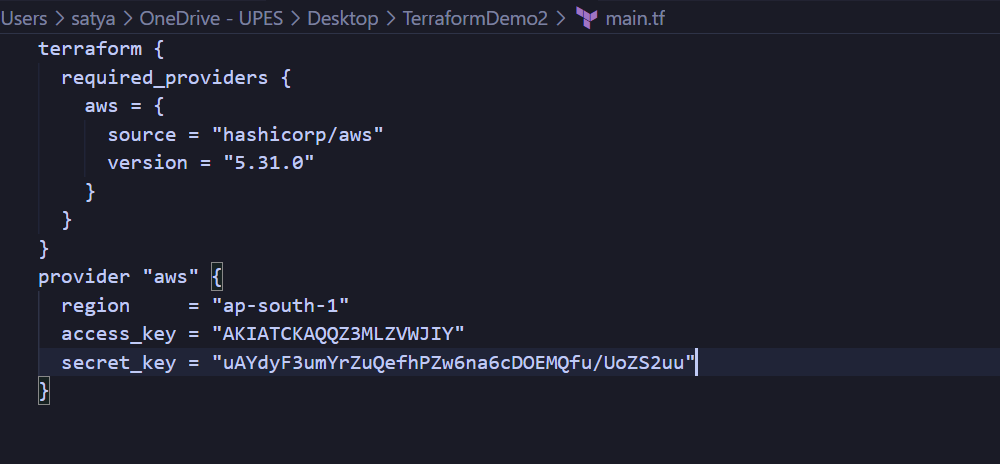 Users > satya > OneDrive - UPES > Desktop > TerraformDemo2 > main.tf
terraform {
  required_providers {
    aws = {
      source = "hashicorp/aws"
      version = "5.31.0"
    }
  }
}
provider "aws" {
  region     = "ap-south-1"
  access_key = "AKIATCKAQQZ3MLZVWJIY"
  secret_key = "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"
}